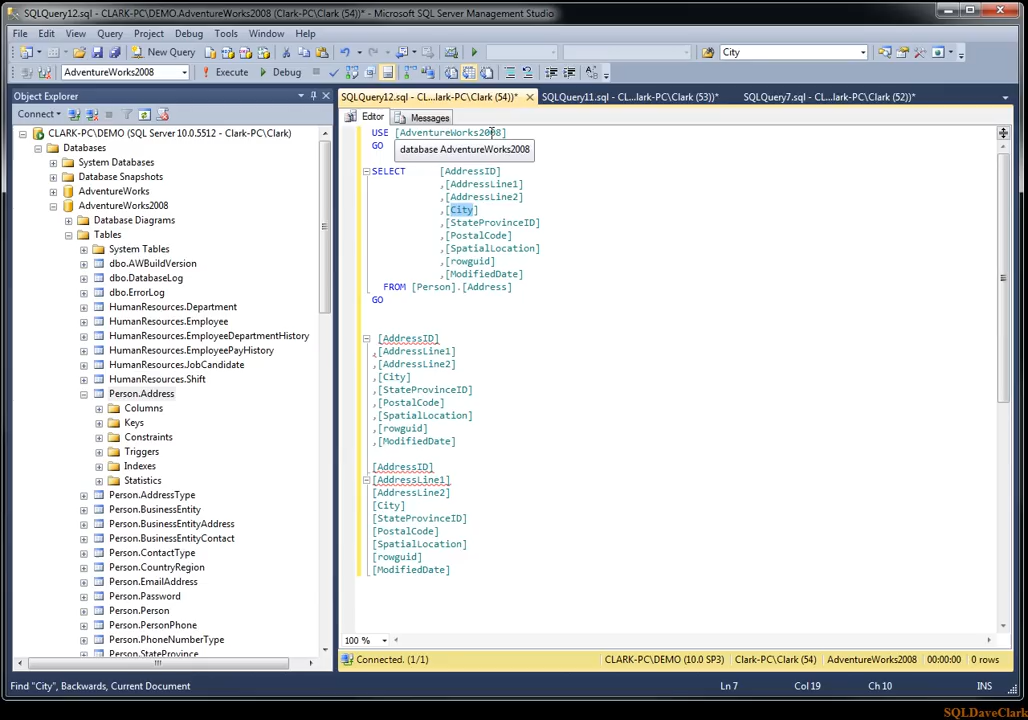 SQLQuery12.sql - CLARK-PC\DEMO.AdventureWorks2008 (Clark-PC\Clark (54))* - Microsoft SQL Server Management Studio
File Edit View Query Project Debug Tools Window Help
New Query City
AdventureWorks2008 Execute Debug
Object Explorer
Connect
CLARK-PC\DEMO (SQL Server 10.0.5512 - CLARK-PC\Clark)
Databases
System Databases
Database Snapshots
AdventureWorks
AdventureWorks2008
Database Diagrams
Tables
System Tables
dbo.AWBuildVersion
dbo.DatabaseLog
dbo.ErrorLog
HumanResources.Department
HumanResources.Employee
HumanResources.EmployeeDepartmentHistory
HumanResources.EmployeePayHistory
HumanResources.JobCandidate
HumanResources.Shift
Person.Address
Columns
Keys
Constraints
Triggers
Indexes
Statistics
Person.AddressType
Person.BusinessEntity
Person.BusinessEntityAddress
Person.BusinessEntityContact
Person.ContactType
Person.CountryRegion
Person.EmailAddress
Person.Password
Person.Person
Person.PersonPhone
Person.PhoneNumberType
Person.StateProvince
SQLQuery12.sql - CL...lark-PC\Clark (54))* SQLQuery11.sql - CL...lark-PC\Clark (53))* SQLQuery7.sql - CL...lark-PC\Clark (52))*
Editor Messages
USE [AdventureWorks2008]
GO
database AdventureWorks2008
SELECT [AddressID]
,[AddressLine1]
,[AddressLine2]
,[City]
,[StateProvinceID]
,[PostalCode]
,[SpatialLocation]
,[rowguid]
,[ModifiedDate]
FROM [Person].[Address]
GO
[AddressID]
,[AddressLine1]
,[AddressLine2]
,[City]
,[StateProvinceID]
,[PostalCode]
,[SpatialLocation]
,[rowguid]
,[ModifiedDate]
[AddressID]
[AddressLine1]
[AddressLine2]
[City]
[StateProvinceID]
[PostalCode]
[SpatialLocation]
[rowguid]
[ModifiedDate]
100 %
Connected. (1/1) CLARK-PC\DEMO (10.0 SP3) Clark-PC\Clark (54) AdventureWorks2008 00:00:00 0 rows
Find "City", Backwards, Current Document Ln 7 Col 19 Ch 10 INS
SQLDaveClark